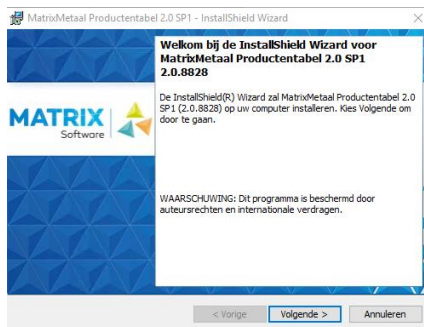 MatrixMetaal Productentabel 2.0 SP1 - InstallShield Wizard
Welkom bij de InstallShield Wizard voor
MatrixMetaal Productentabel 2.0 SP1
2.0.8828
De InstallShield(R) Wizard zal MatrixMetaal Productentabel 2.0
SP1 (2.0.8828) op uw computer installeren. Kies Volgende om
door te gaan.
MATRIX
Software
WAARSCHUWING: Dit programma is beschermd door
auteursrechten en internationale verdragen.
< Vorige
Volgende >
Annuleren